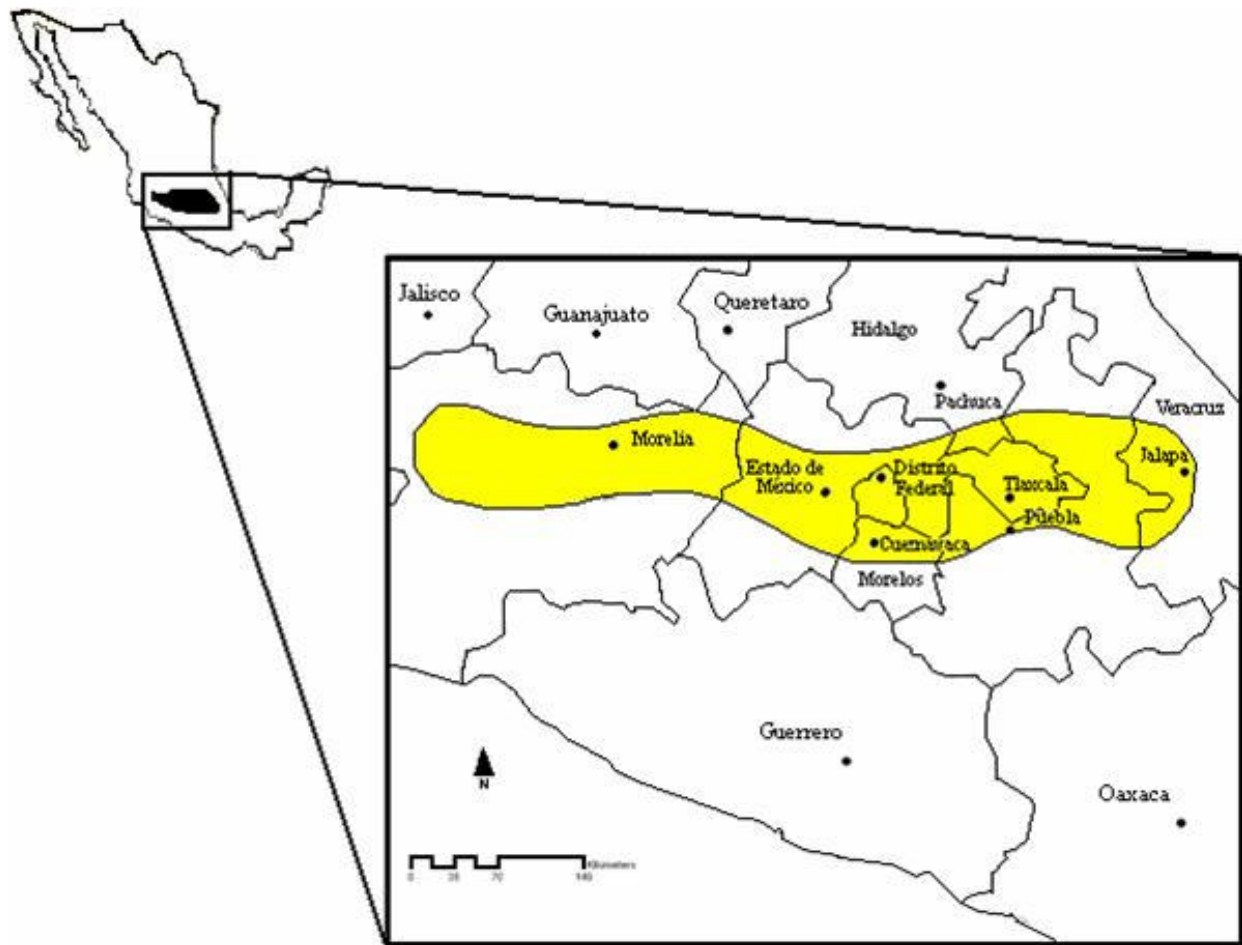 Jalisco
Guanajuato
Queretaro
Hidalgo
Pachuca
Veracruz
Morelia
Estado de
México
Distrito
Federal
Tlaxcala
Jalapa
Puebla
Cuernavaca
Morelos
Guerrero
Oaxaca
N
Kilometers
0 35 70 140